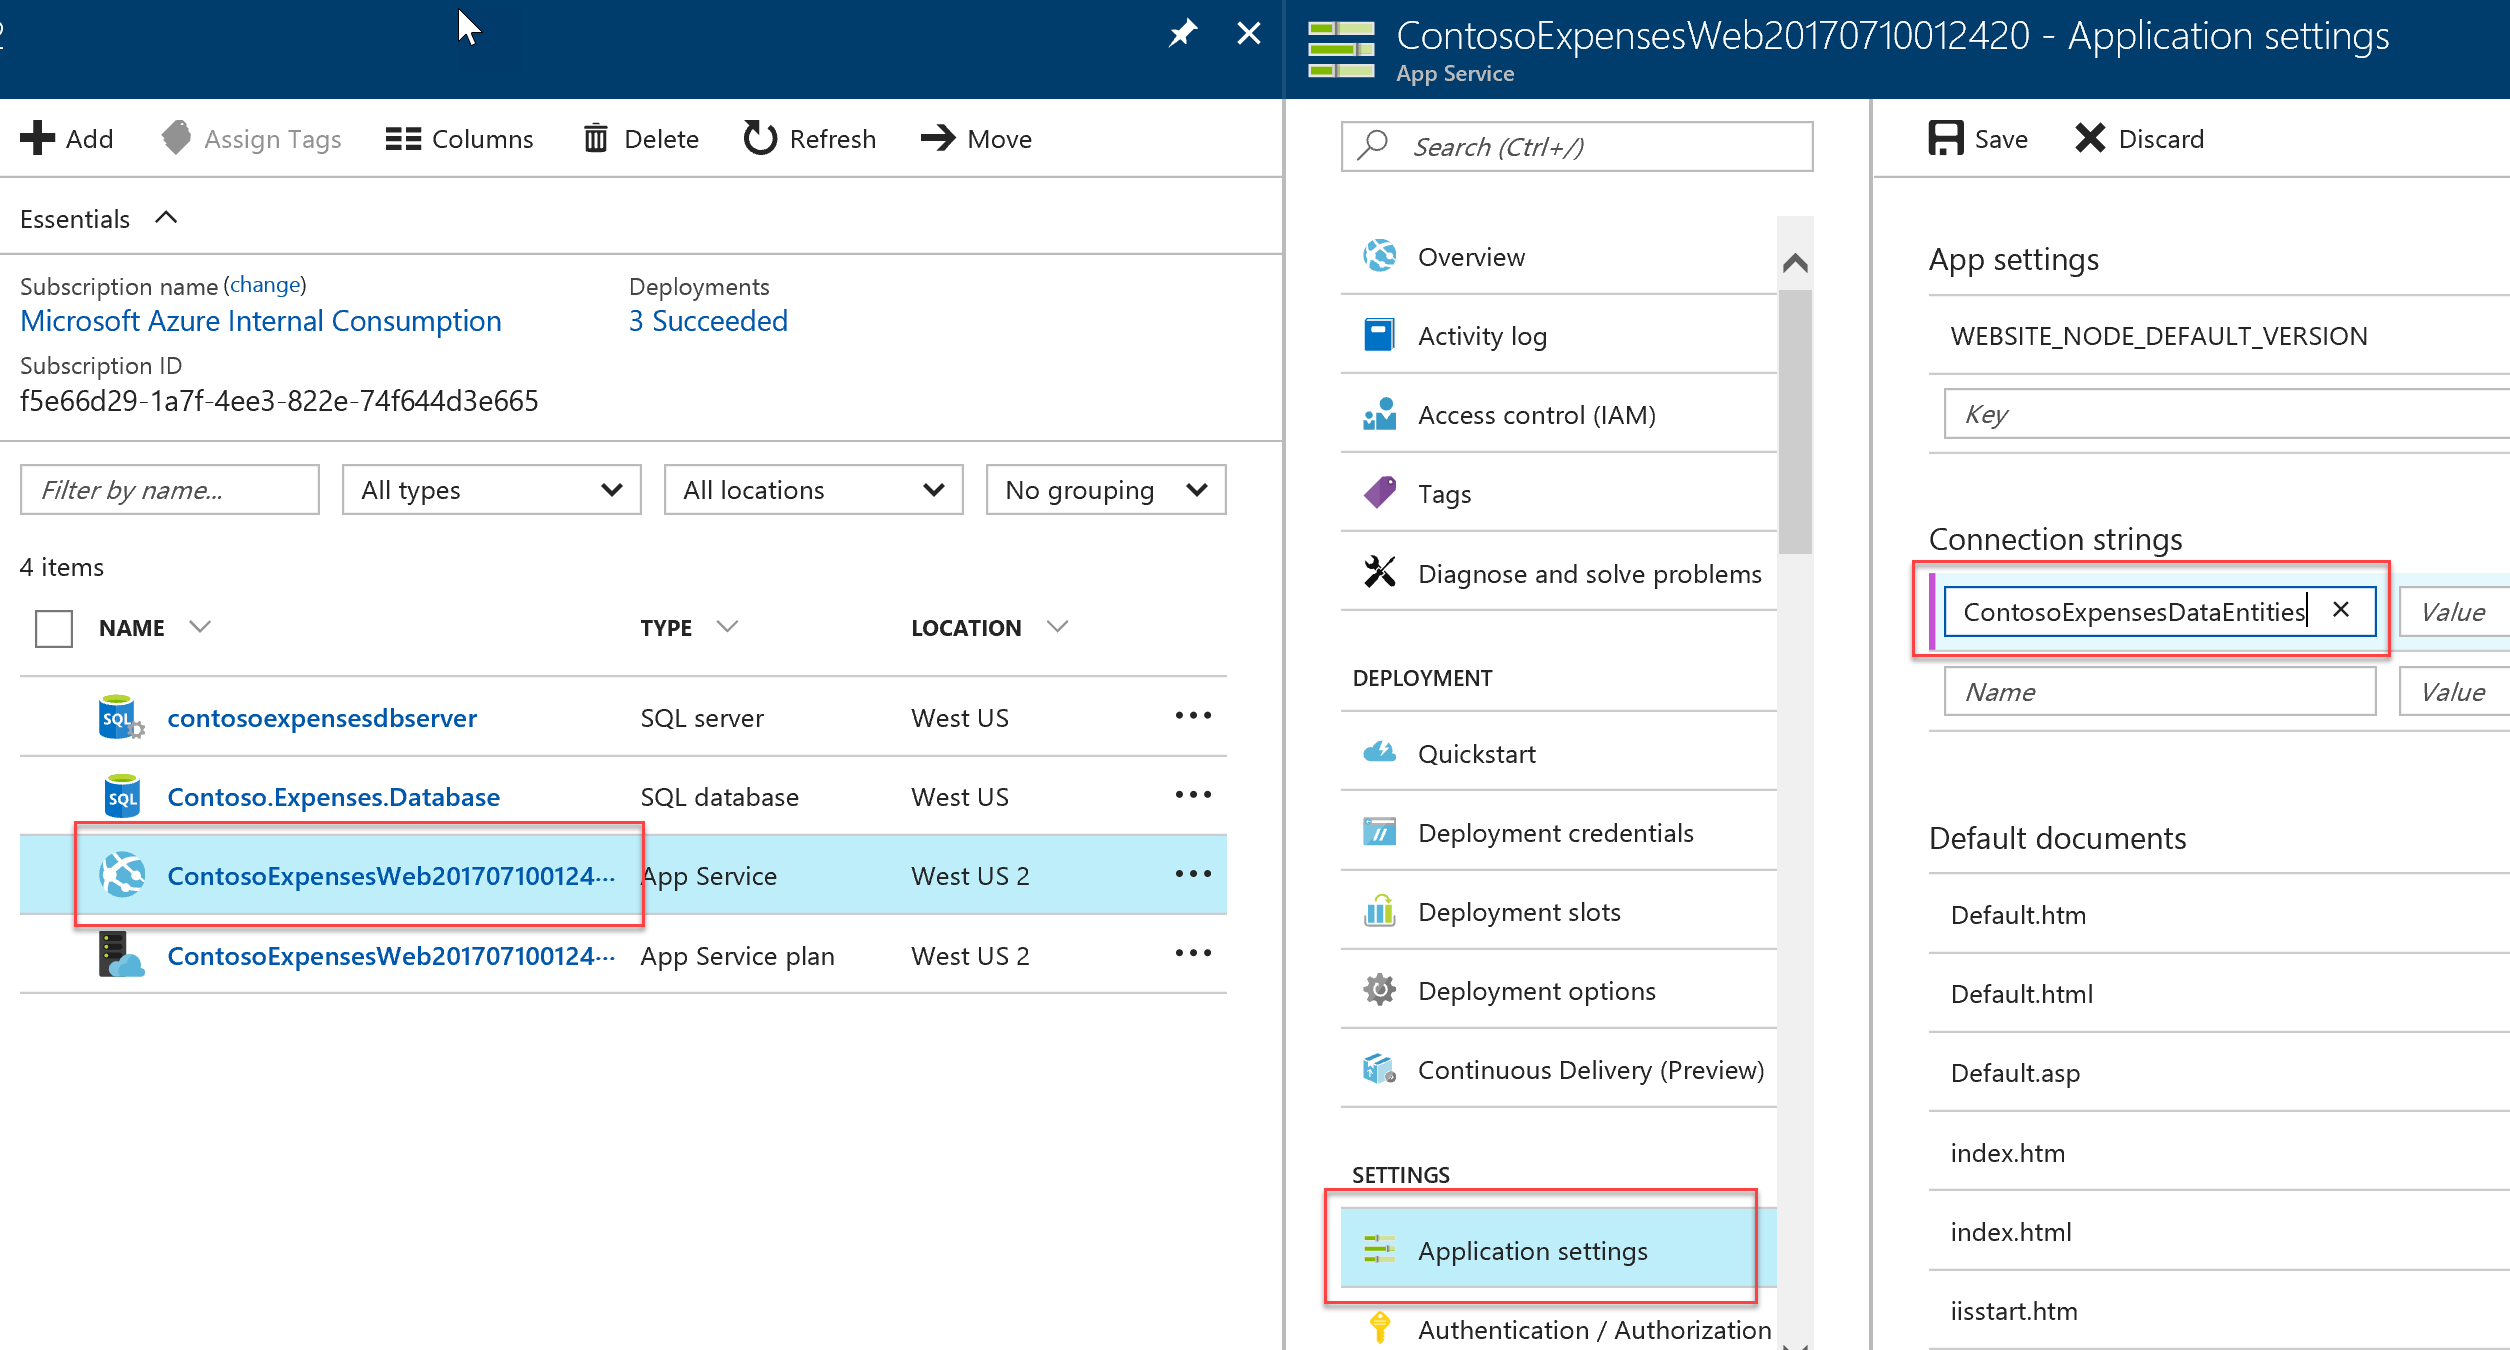 2
ContosoExpensesWeb20170710012420 - Application settings
App Service
Add Assign Tags Columns Delete Refresh Move
Essentials
Subscription name (change)
Microsoft Azure Internal Consumption
Deployments
3 Succeeded
Subscription ID
f5e66d29-1a7f-4ee3-822e-74f644d3e665
Filter by name... All types All locations No grouping
4 items
NAME TYPE LOCATION
SQL contosoexpensesdbserver SQL server West US ...
SQL Contoso.Expenses.Database SQL database West US ...
ContosoExpensesWeb201707100124... App Service West US 2 ...
ContosoExpensesWeb201707100124... App Service plan West US 2 ...
Search (Ctrl+/)
Overview
Activity log
Access control (IAM)
Tags
Diagnose and solve problems
DEPLOYMENT
Quickstart
Deployment credentials
Deployment slots
Deployment options
Continuous Delivery (Preview)
SETTINGS
Application settings
Authentication / Authorization
Save Discard
App settings
WEBSITE_NODE_DEFAULT_VERSION
Key
Connection strings
ContosoExpensesDataEntities Value
Name Value
Default documents
Default.htm
Default.html
Default.asp
index.htm
index.html
iisstart.htm